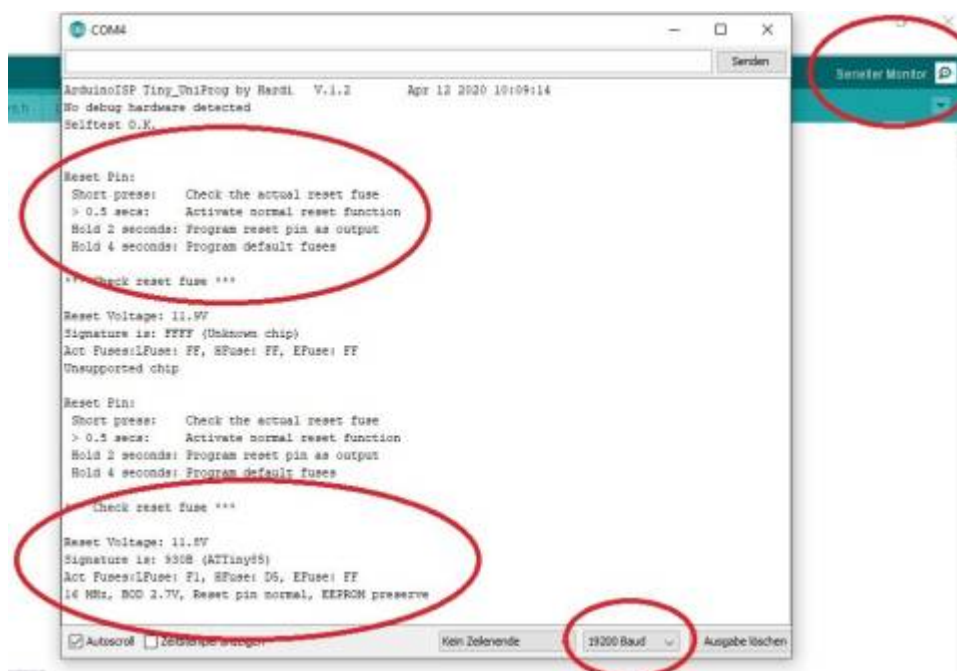 COM4
Senden
Serieller Monitor
ArduinoISP Tiny_UniProg by Hardi V.1.2 Apr 12 2020 10:09:14
No debug hardware detected
Selftest O.K.
Reset Pin:
Short press: Check the actual reset fuse
> 0.5 secs: Activate normal reset function
Hold 2 seconds: Program reset pin as output
Hold 4 seconds: Program default fuses
*** Check reset fuse ***
Reset Voltage: 11.9V
Signature is: FFFF (Unknown chip)
Act Fuses:LFuse: FF, HFuse: FF, EFuse: FF
Unsupported chip
Reset Pin:
Short press: Check the actual reset fuse
> 0.5 secs: Activate normal reset function
Hold 2 seconds: Program reset pin as output
Hold 4 seconds: Program default fuses
*** Check reset fuse ***
Reset Voltage: 11.8V
Signature is: 930B (ATTiny85)
Act Fuses:LFuse: F1, HFuse: D5, EFuse: FF
16 MHz, BOD 2.7V, Reset pin normal, EEPROM preserve
Autoscroll Zeitstempel anzeigen Kein Zeilenende 19200 Baud Ausgabe löschen